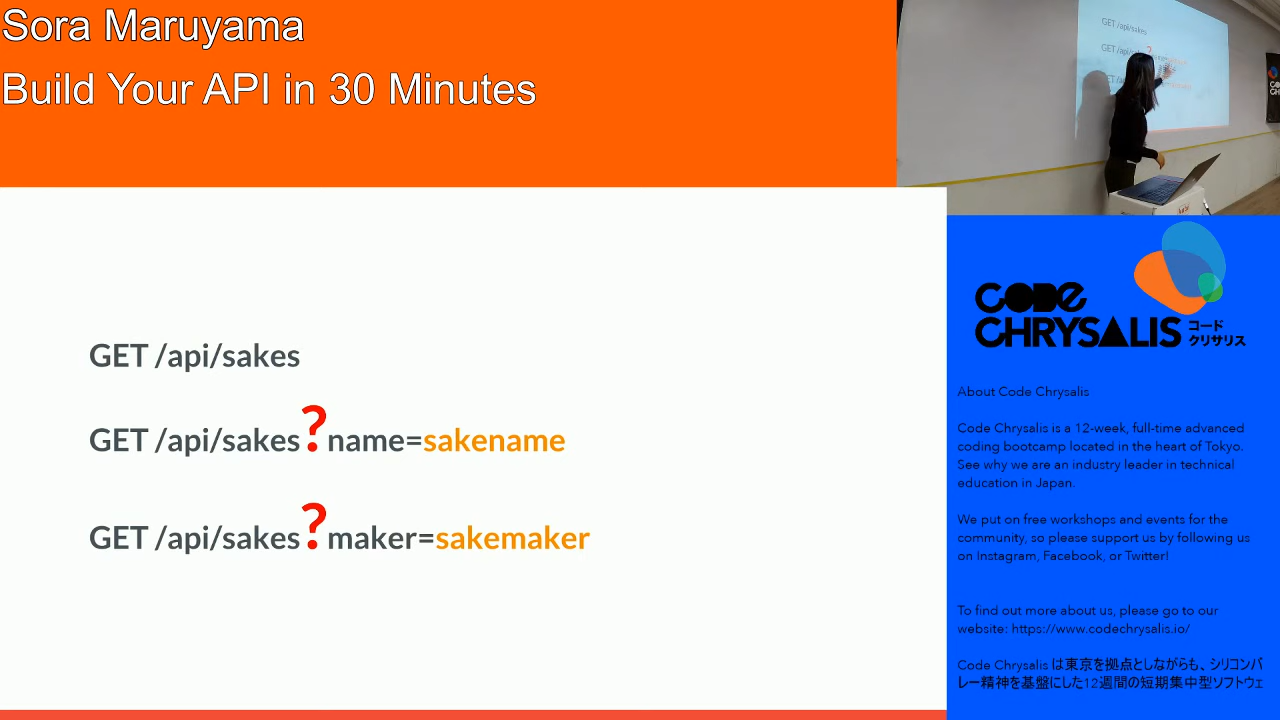 Sora Maruyama
Build Your API in 30 Minutes
GET /api/sakes
GET /api/sakes?name=sakename
GET /api/sakes?maker=sakemaker
GET /api/sakes
CODE
CHRYSALIS
コード
クリサリス
About Code Chrysalis
Code Chrysalis is a 12-week, full-time advanced
coding bootcamp located in the heart of Tokyo.
See why we are an industry leader in technical
education in Japan.
We put on free workshops and events for the
community, so please support us by following us
on Instagram, Facebook, or Twitter!
To find out more about us, please go to our
website: https://www.codechrysalis.io/
Code Chrysalis は東京を拠点としながらも、シリコンバ
レー精神を基盤にした12週間の短期集中型ソフトウェ